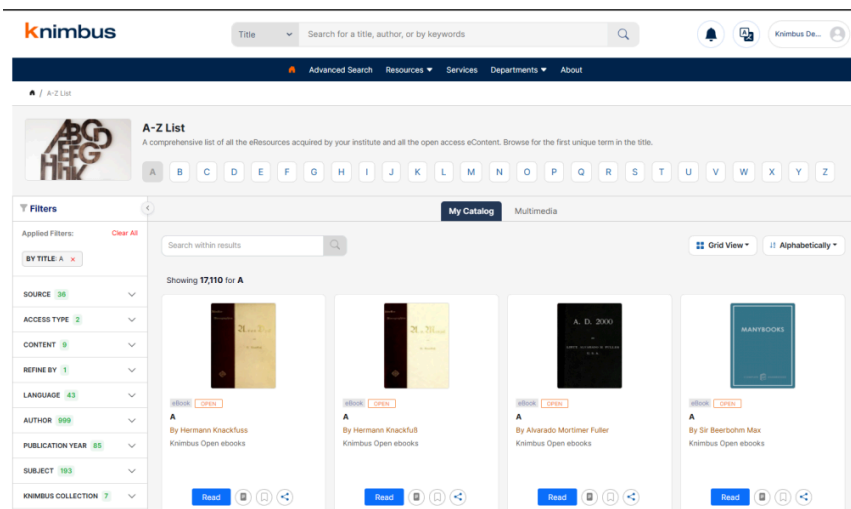 knimbus
Title
Search for a title, author, or by keywords
Knimbus De...
Advanced Search Resources Services Departments About
/ A-Z List
A-Z List
A comprehensive list of all the eResources acquired by your institute and all the open access eContent. Browse for the first unique term in the title.
A B C D E F G H I J K L M N O P Q R S T U V W X Y Z
Filters
My Catalog Multimedia
Applied Filters: Clear All
BY TITLE: A ×
Search within results
Grid View
Alphabetically
Showing 17,110 for A
SOURCE 36
ACCESS TYPE 2
CONTENT 9
REFINE BY 1
LANGUAGE 43
AUTHOR 999
PUBLICATION YEAR 85
SUBJECT 193
KNIMBUS COLLECTION 7
eBook OPEN
A
By Hermann Knackfuss
Knimbus Open ebooks
Read
eBook OPEN
A
By Hermann Knackfuß
Knimbus Open ebooks
Read
A. D. 2000
eBook OPEN
A
By Alvarado Mortimer Fuller
Knimbus Open ebooks
Read
MANYBOOKS
eBook OPEN
A
By Sir Beerbohm Max
Knimbus Open ebooks
Read